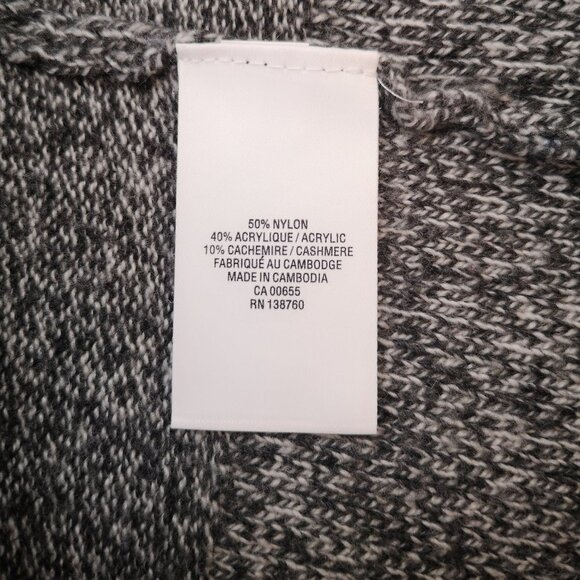 50% NYLON
40% ACRYLIQUE / ACRYLIC
10% CACHEMIRE / CASHMERE
FABRIQUÉ AU CAMBODGE
MADE IN CAMBODIA
CA 00655
RN 138760